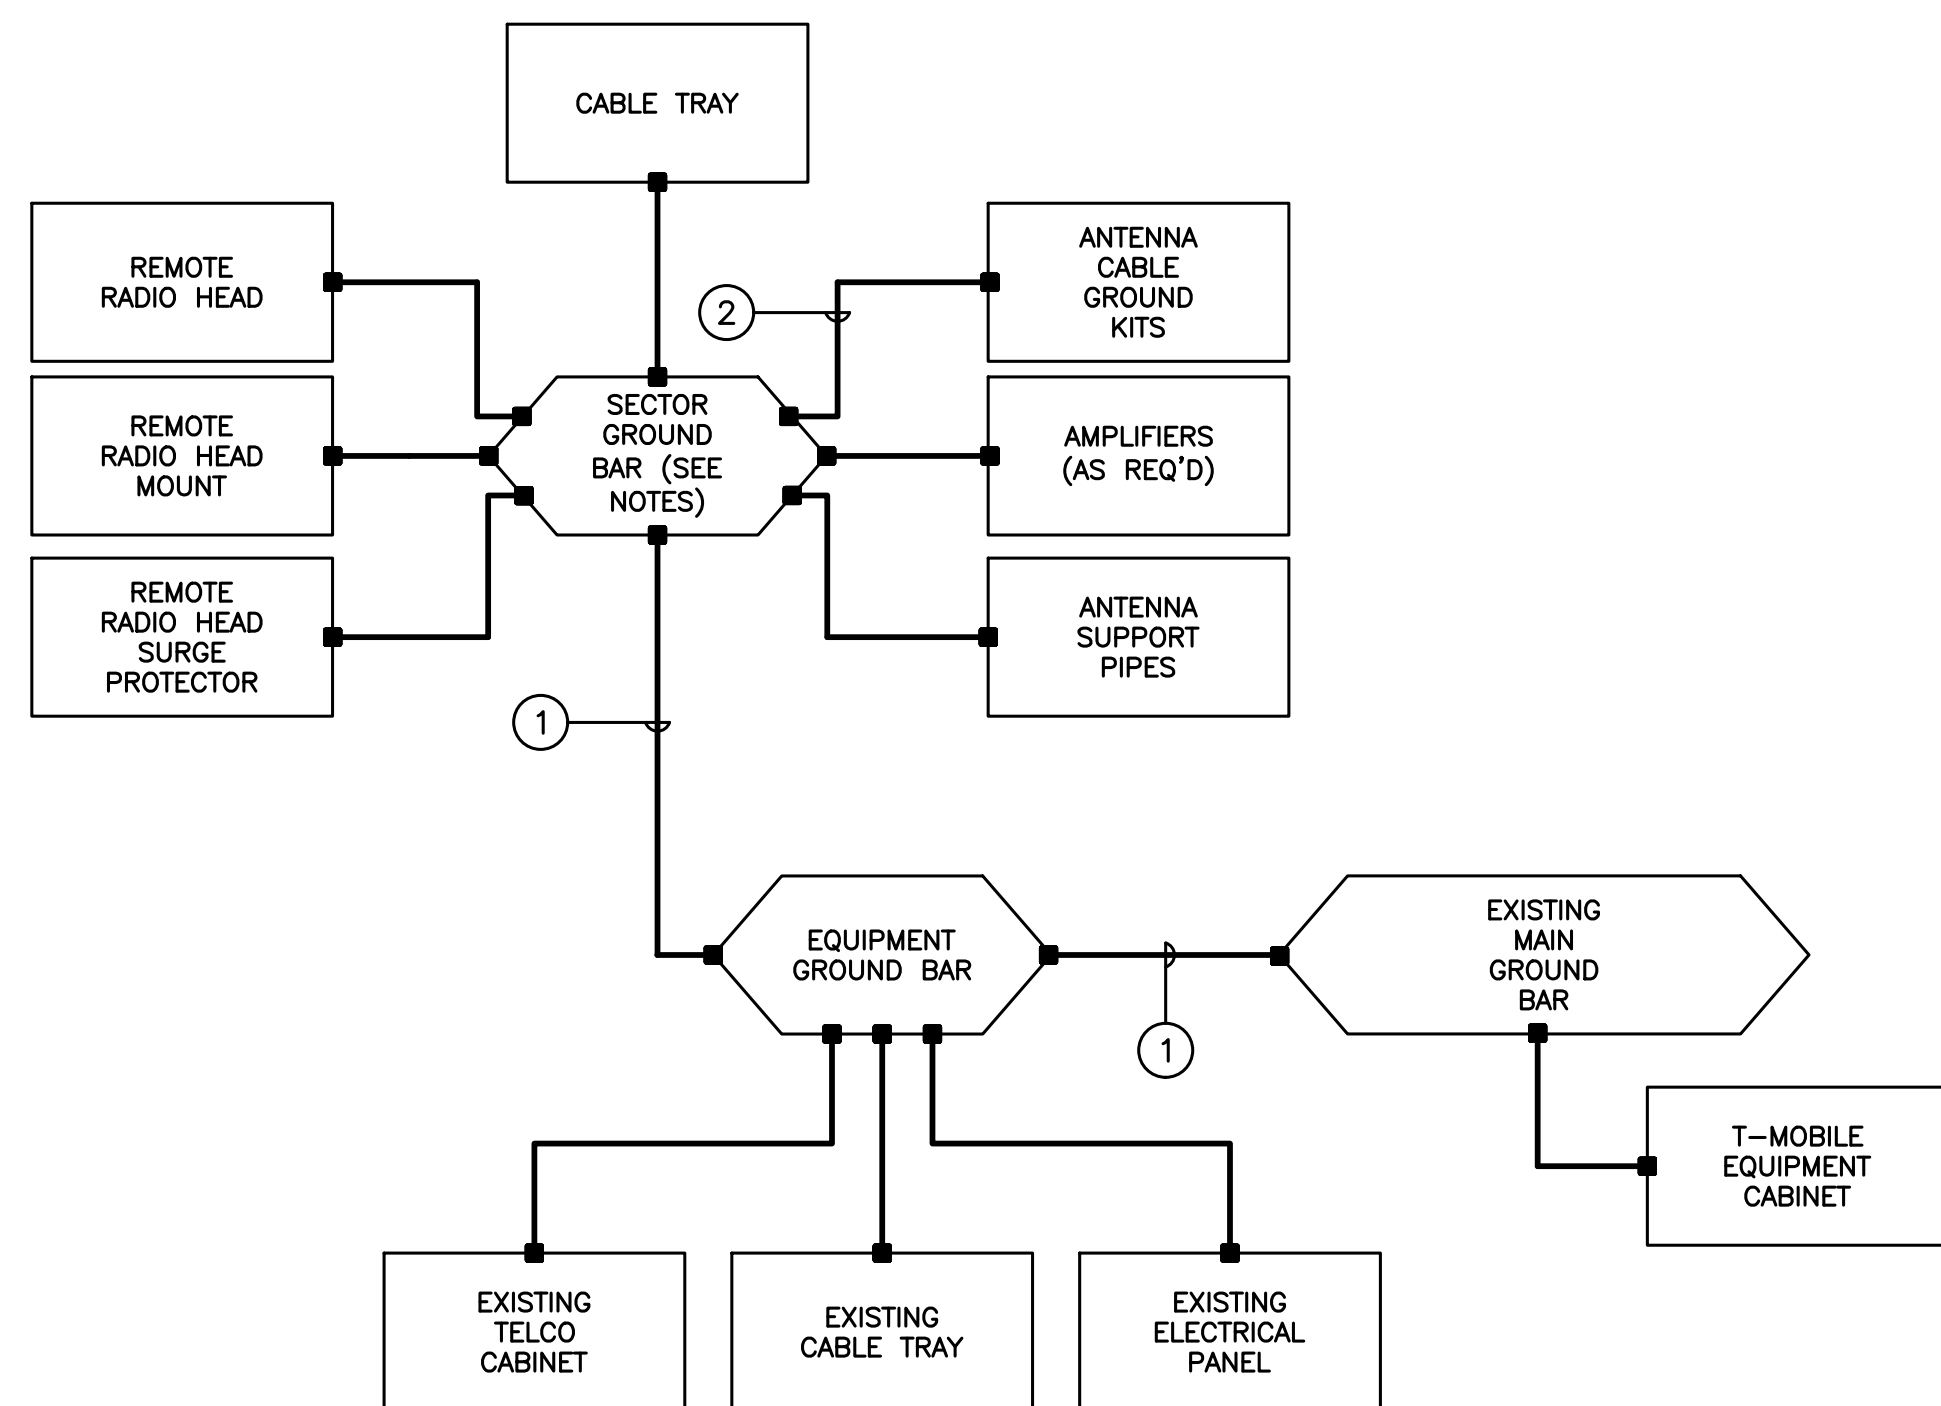 CABLE TRAY
REMOTE
RADIO HEAD
ANTENNA
CABLE
GROUND
KITS
2
REMOTE
RADIO HEAD
MOUNT
SECTOR
GROUND
BAR (SEE
NOTES)
AMPLIFIERS
(AS REQ'D)
REMOTE
RADIO HEAD
SURGE
PROTECTOR
ANTENNA
SUPPORT
PIPES
1
EQUIPMENT
GROUND BAR
EXISTING
MAIN
GROUND
BAR
1
T-MOBILE
EQUIPMENT
CABINET
EXISTING
TELCO
CABINET
EXISTING
CABLE TRAY
EXISTING
ELECTRICAL
PANEL